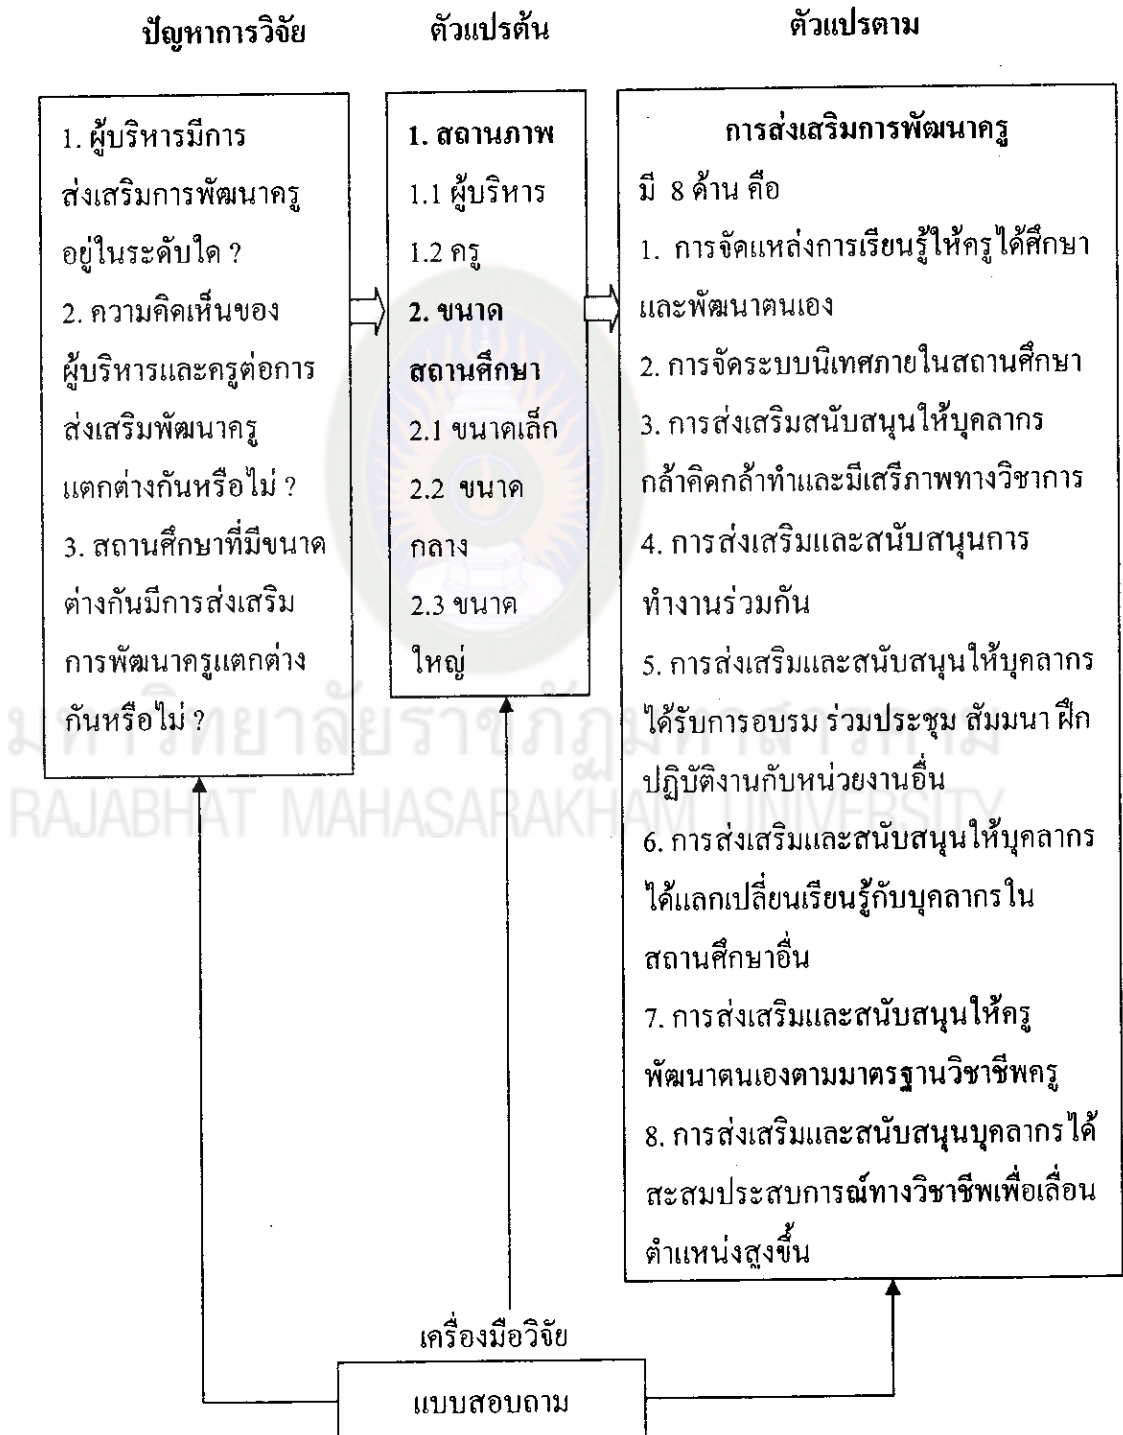 ปัญหาการวิจัย
ตัวแปรต้น
ตัวแปรตาม
1. ผู้บริหารมีการ
ส่งเสริมการพัฒนาครู
อยู่ในระดับใด ?
2. ความคิดเห็นของ
ผู้บริหารและครูต่อการ
ส่งเสริมพัฒนาครู
แตกต่างกันหรือไม่ ?
3. สถานศึกษาที่มีขนาด
ต่างกันมีการส่งเสริม
การพัฒนาครูแตกต่าง
กันหรือไม่ ?
1. สถานภาพ
1.1 ผู้บริหาร
1.2 ครู
2. ขนาด
สถานศึกษา
2.1 ขนาดเล็ก
2.2 ขนาด
กลาง
2.3 ขนาด
ใหญ่
การส่งเสริมการพัฒนาครู
มี 8 ด้าน คือ
1. การจัดแหล่งการเรียนรู้ให้ครูได้ศึกษา
และพัฒนาตนเอง
2. การจัดระบบนิเทศภายในสถานศึกษา
3. การส่งเสริมสนับสนุนให้บุคลากร
กล้าคิดกล้าทำและมีเสรีภาพทางวิชาการ
4. การส่งเสริมและสนับสนุนการ
ทำงานร่วมกัน
5. การส่งเสริมและสนับสนุนให้บุคลากร
ได้รับการอบรม ร่วมประชุม สัมมนา ฝึก
ปฏิบัติงานกับหน่วยงานอื่น
6. การส่งเสริมและสนับสนุนให้บุคลากร
ได้แลกเปลี่ยนเรียนรู้กับบุคลากรใน
สถานศึกษาอื่น
7. การส่งเสริมและสนับสนุนให้ครู
พัฒนาตนเองตามมาตรฐานวิชาชีพครู
8. การส่งเสริมและสนับสนุนบุคลากรได้
สะสมประสบการณ์ทางวิชาชีพเพื่อเลื่อน
ตำแหน่งสูงขึ้น
มหาวิทยาลัยราชภัฏมหาสารคาม
RAJABHAT MAHASARAKHAM UNIVERSITY
เครื่องมือวิจัย
แบบสอบถาม